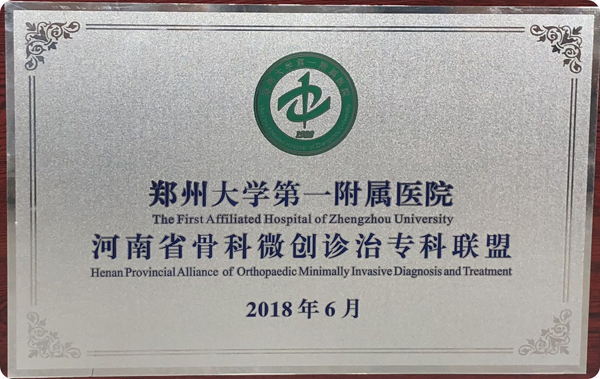 郑州大学第一附属医院
The First Affiliated Hospital of Zhengzhou University
河南省骨科微创诊治专科联盟
Henan Provincial Alliance of Orthopaedic Minimally Invasive Diagnosis and Treatment
2018年6月